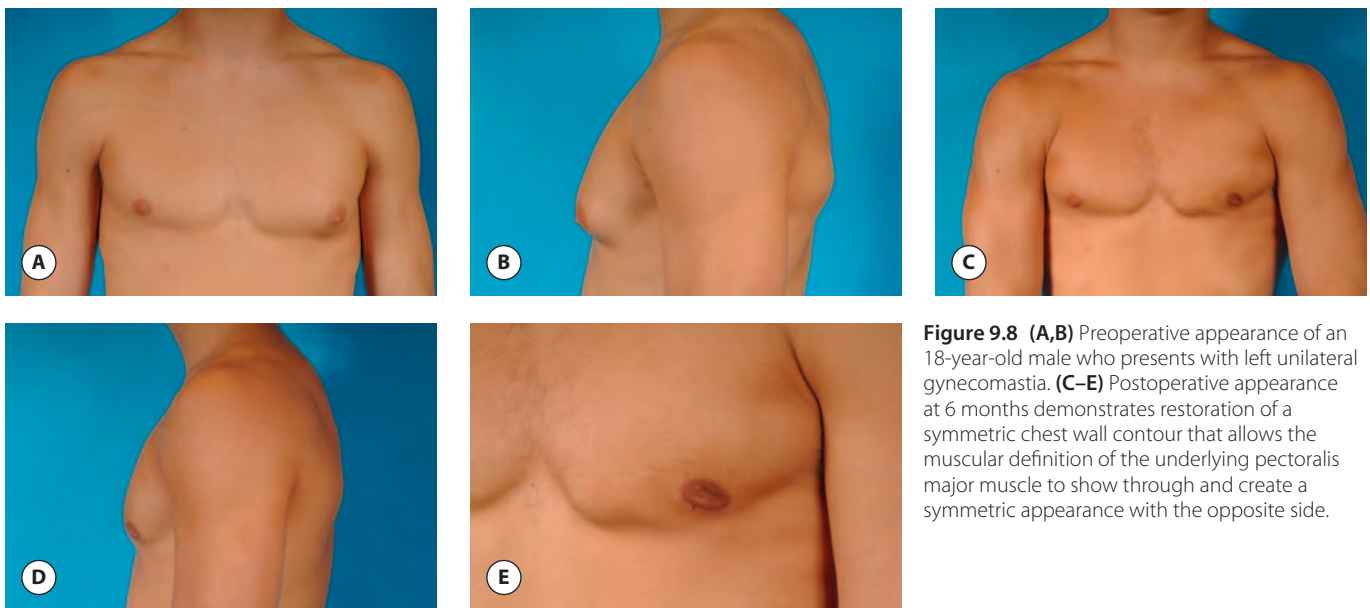 A
B
C
D
E
Figure 9.8 (A,B) Preoperative appearance of an
18-year-old male who presents with left unilateral
gynecomastia. (C–E) Postoperative appearance
at 6 months demonstrates restoration of a
symmetric chest wall contour that allows the
muscular definition of the underlying pectoralis
major muscle to show through and create a
symmetric appearance with the opposite side.